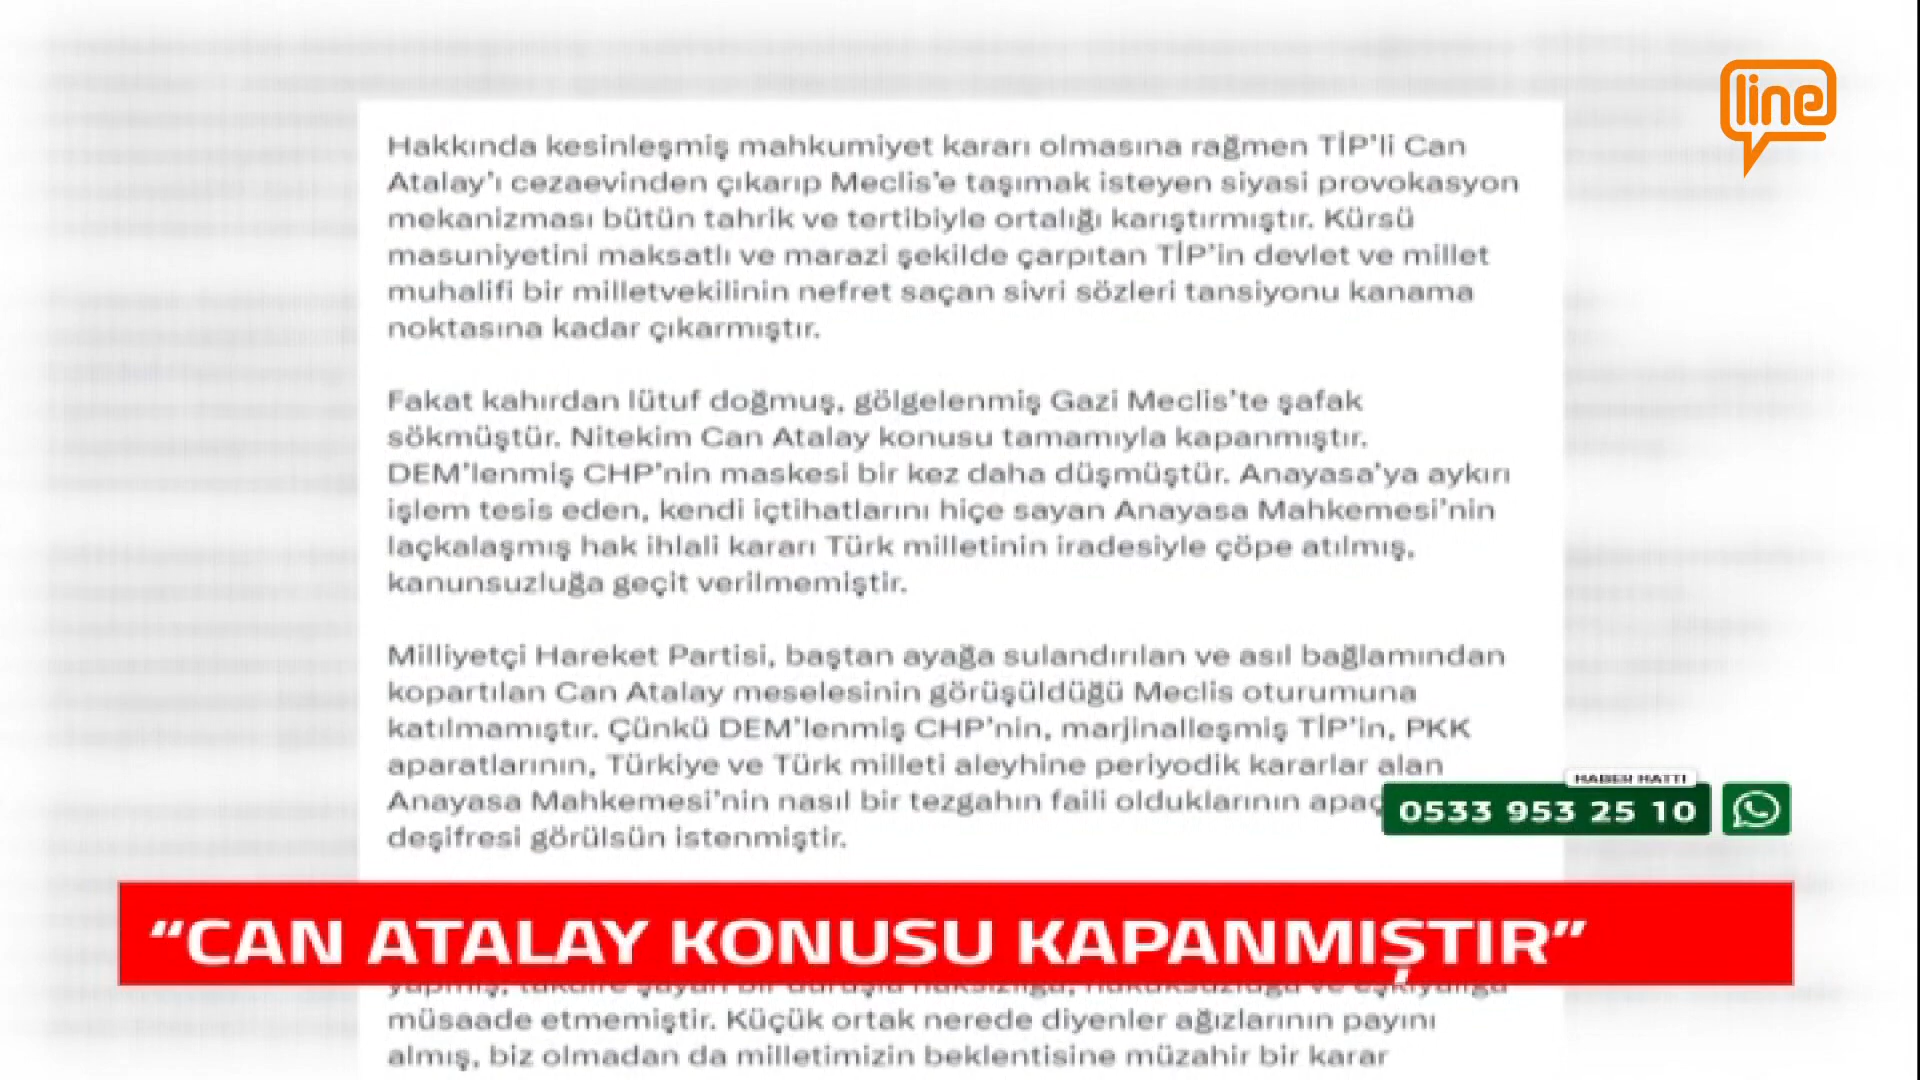 line
Hakkında kesinleşmiş mahkumiyet kararı olmasına rağmen TİP'li Can
Atalay'ı cezaevinden çıkarıp Meclis'e taşımak isteyen siyasi provokasyon
mekanizması bütün tahrik ve tertibiyle ortalığı karıştırmıştır. Kürsü
masuniyetini maksatlı ve marazi şekilde çarpıtan TİP'in devlet ve millet
muhalifi bir milletvekilinin nefret saçan sivri sözleri tansiyonu kanama
noktasına kadar çıkarmıştır.
Fakat kahırdan lütuf doğmuş, gölgelenmiş Gazi Meclis'te şafak
sökmüştür. Nitekim Can Atalay konusu tamamıyla kapanmıştır.
DEM'lenmiş CHP'nin maskesi bir kez daha düşmüştür. Anayasa'ya aykırı
işlem tesis eden, kendi içtihatlarını hiçe sayan Anayasa Mahkemesi'nin
laçkalaşmış hak ihlali kararı Türk milletinin iradesiyle çöpe atılmış,
kanunsuzluğa geçit verilmemiştir.
Milliyetçi Hareket Partisi, baştan ayağa sulandırılan ve asıl bağlamından
kopartılan Can Atalay meselesinin görüşüldüğü Meclis oturumuna
katılmamıştır. Çünkü DEM'lenmiş CHP'nin, marjinalleşmiş TİP'in, PKK
aparatlarının, Türkiye ve Türk milleti aleyhine periyodik kararlar alan
Anayasa Mahkemesi'nin nasıl bir tezgahın faili olduklarının
deşifresi görülsün istenmiştir.
HABER HATTI
0533 953 25 10
“CAN ATALAY KONUSU KAPANMIŞTIR”
müsaade etmemiştir. Küçük ortak nerede diyenler ağızlarının payını
almış, biz olmadan da milletimizin beklentisine müzahir bir karar